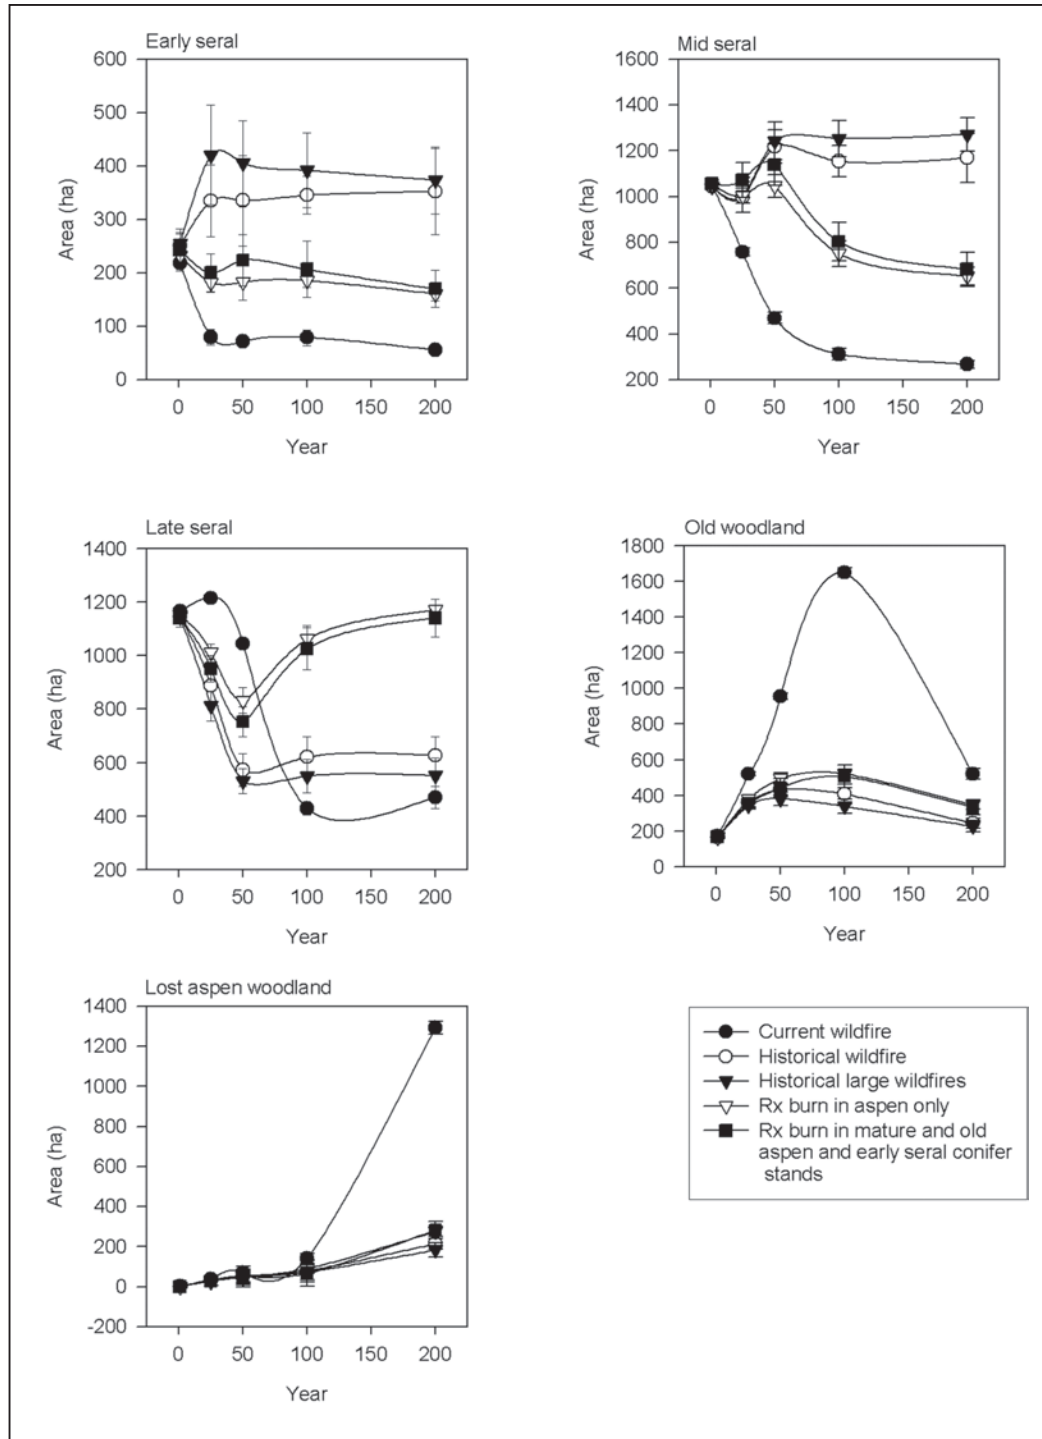 Early seral
600
500
400
300
200
100
0
Area (ha)
0 50 100 150 200
Year
Mid seral
1600
1400
1200
1000
800
600
400
200
Area (ha)
0 50 100 150 200
Year
Late seral
1400
1200
1000
800
600
400
200
Area (ha)
0 50 100 150 200
Year
Old woodland
1800
1600
1400
1200
1000
800
600
400
200
0
Area (ha)
0 50 100 150 200
Year
Lost aspen woodland
1400
1200
1000
800
600
400
200
0
-200
Area (ha)
0 50 100 150 200
Year
Current wildfire
Historical wildfire
Historical large wildfires
Rx burn in aspen only
Rx burn in mature and old
aspen and early seral conifer
stands